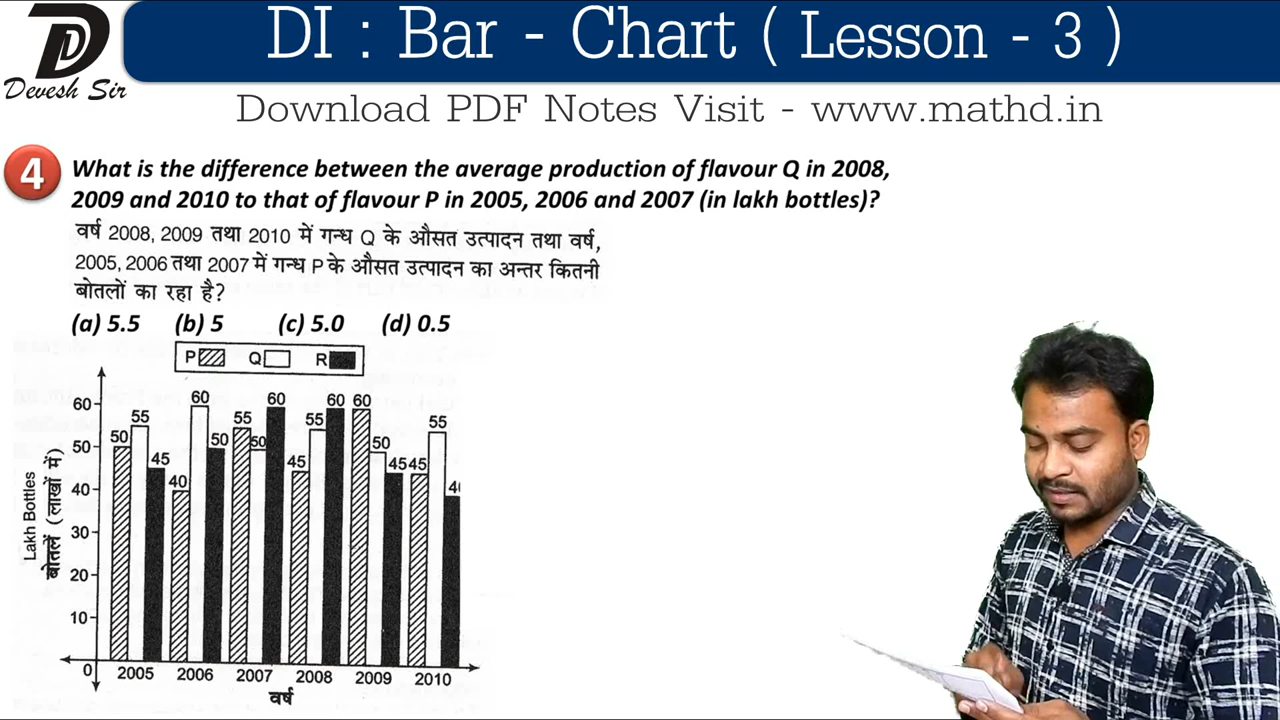 DI : Bar - Chart ( Lesson - 3 )
Devesh Sir
Download PDF Notes Visit - www.mathd.in
4
What is the difference between the average production of flavour Q in 2008,
2009 and 2010 to that of flavour P in 2005, 2006 and 2007 (in lakh bottles)?
वर्ष 2008, 2009 तथा 2010 में गन्ध Q के औसत उत्पादन तथा वर्ष,
2005, 2006 तथा 2007 में गन्ध P के औसत उत्पादन का अन्तर कितनी
बोतलों का रहा है?
(a) 5.5 (b) 5 (c) 5.0 (d) 0.5
P Q R
60
50
40
30
20
10
0
Lakh Bottles
बोतलें (लाखों में)
50 55 45
40 60 50
55 50 60
45 55 60
60 50 45
45 55
2005 2006 2007 2008 2009 2010
वर्ष